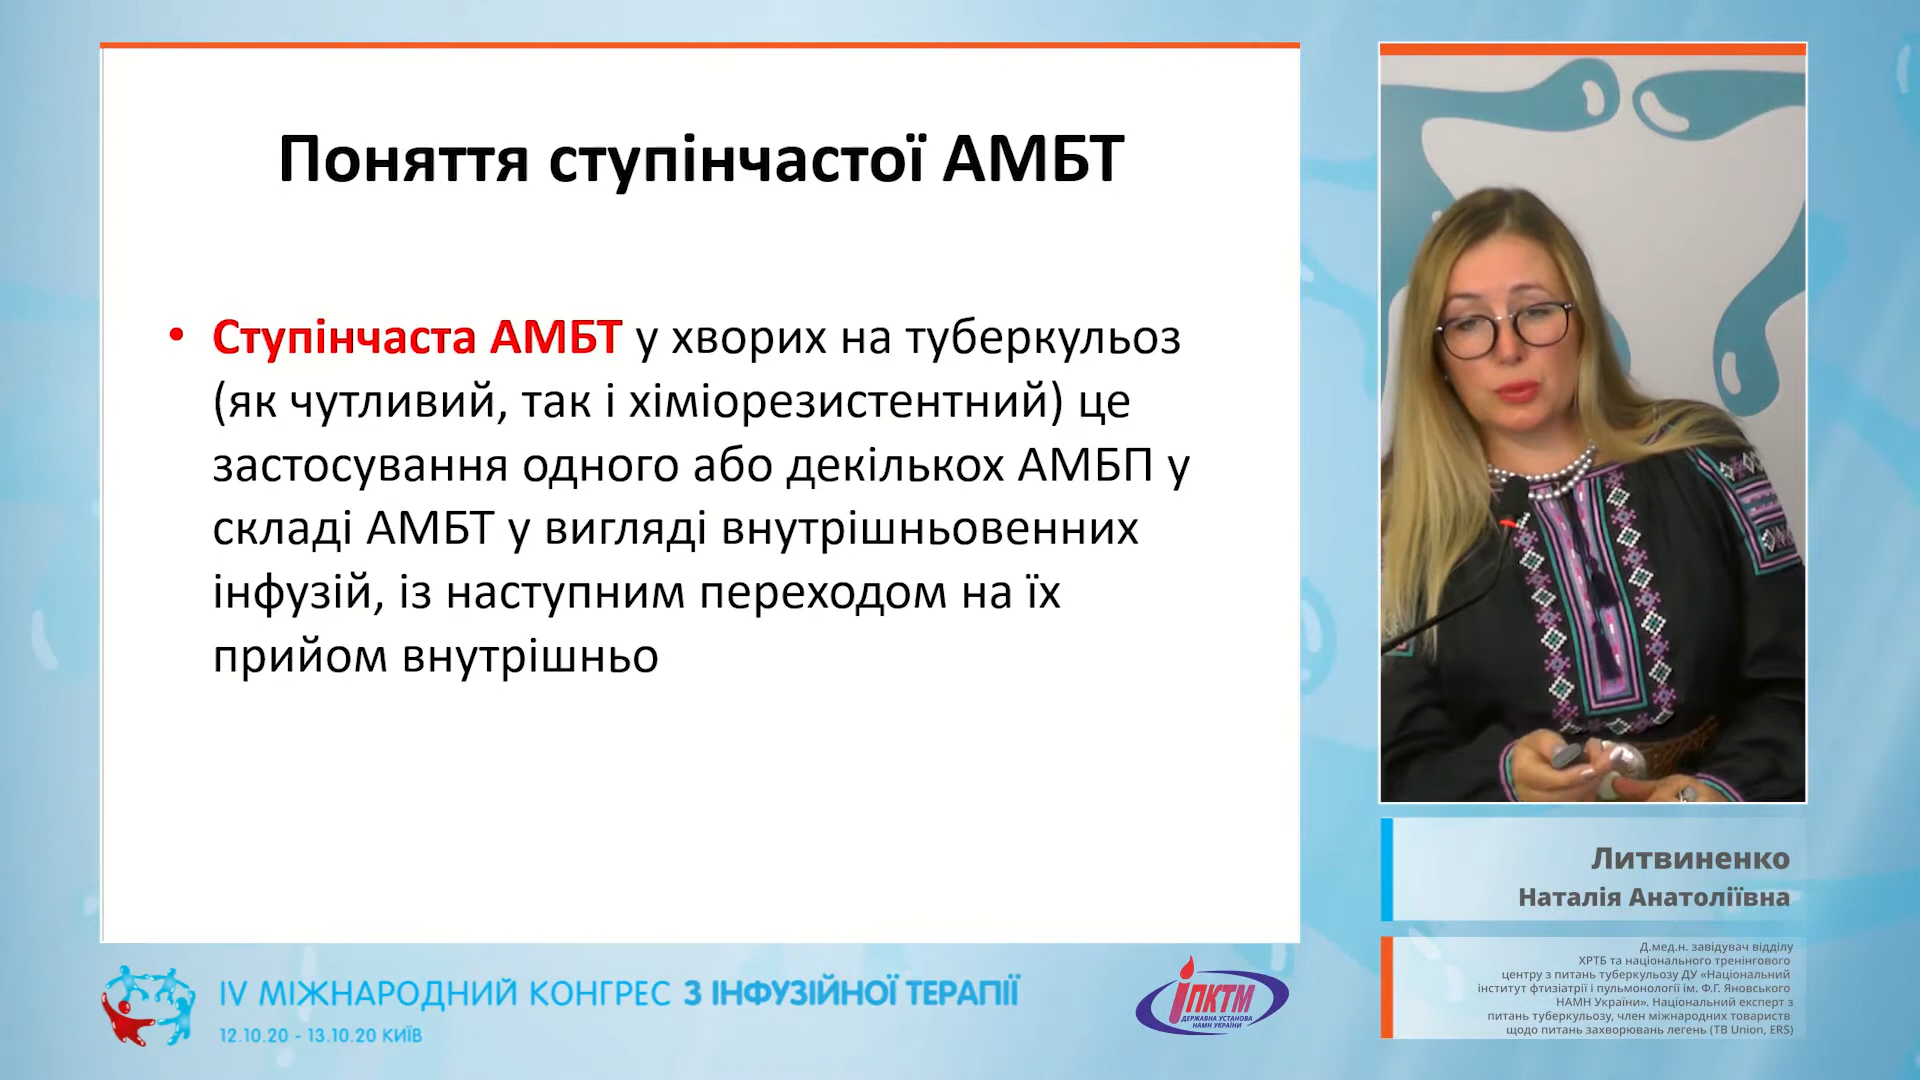 Поняття ступінчастої АМБТ
• Ступінчаста АМБТ у хворих на туберкульоз
(як чутливий, так і хіміорезистентний) це
застосування одного або декількох АМБП у
складі АМБТ у вигляді внутрішньовенних
інфузій, із наступним переходом на їх
прийом внутрішньо
Литвиненко
Наталія Анатоліївна
Д.мед.н. завідувач відділу
ХРТБ та національного тренінгового
центру з питань туберкульозу ДУ «Національний
інститут фтизіатрії і пульмонології ім. Ф.Г. Яновського
НАМН України». Національний експерт з
питань туберкульозу, член міжнародних товариств
щодо питань захворювань легень (TB Union, ERS)
IV МІЖНАРОДНИЙ КОНГРЕС З ІНФУЗІЙНОЇ ТЕРАПІЇ
12.10.20 - 13.10.20 КИЇВ
ІПКТМ
ДЕРЖАВНА УСТАНОВА
НАМН УКРАЇНИ